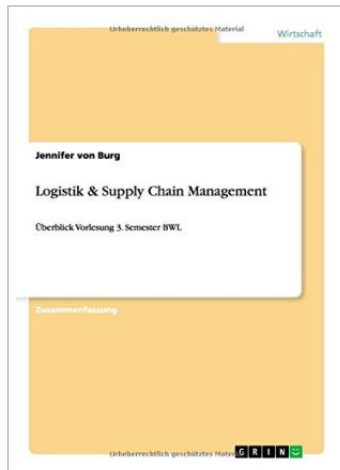 Urheberrechtlich geschütztes Material
Wirtschaft
Jennifer von Burg
Logistik & Supply Chain Management
Überblick Vorlesung 3. Semester BWL
Zusammenfassung
Urheberrechtlich geschütztes Mater
GRIN